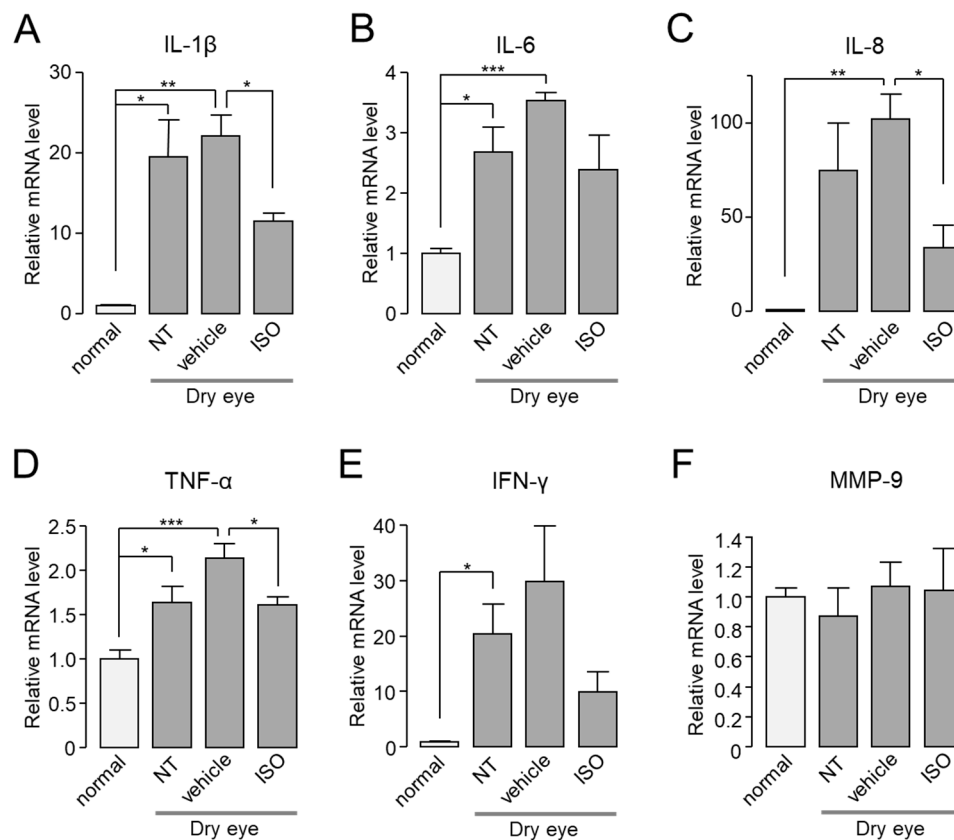 A
IL-1β
Relative mRNA level
30
20
10
0
*
**
*
normal
NT
vehicle
ISO
Dry eye
B
IL-6
Relative mRNA level
4
3
2
1
0
*
***
normal
NT
vehicle
ISO
Dry eye
C
IL-8
Relative mRNA level
100
50
0
**
*
normal
NT
vehicle
ISO
Dry eye
D
TNF-α
Relative mRNA level
2.5
2.0
1.5
1.0
0.5
0
*
***
*
normal
NT
vehicle
ISO
Dry eye
E
IFN-γ
Relative mRNA level
40
30
20
10
0
*
normal
NT
vehicle
ISO
Dry eye
F
MMP-9
Relative mRNA level
1.4
1.2
1.0
0.8
0.6
0.4
0.2
0
normal
NT
vehicle
ISO
Dry eye